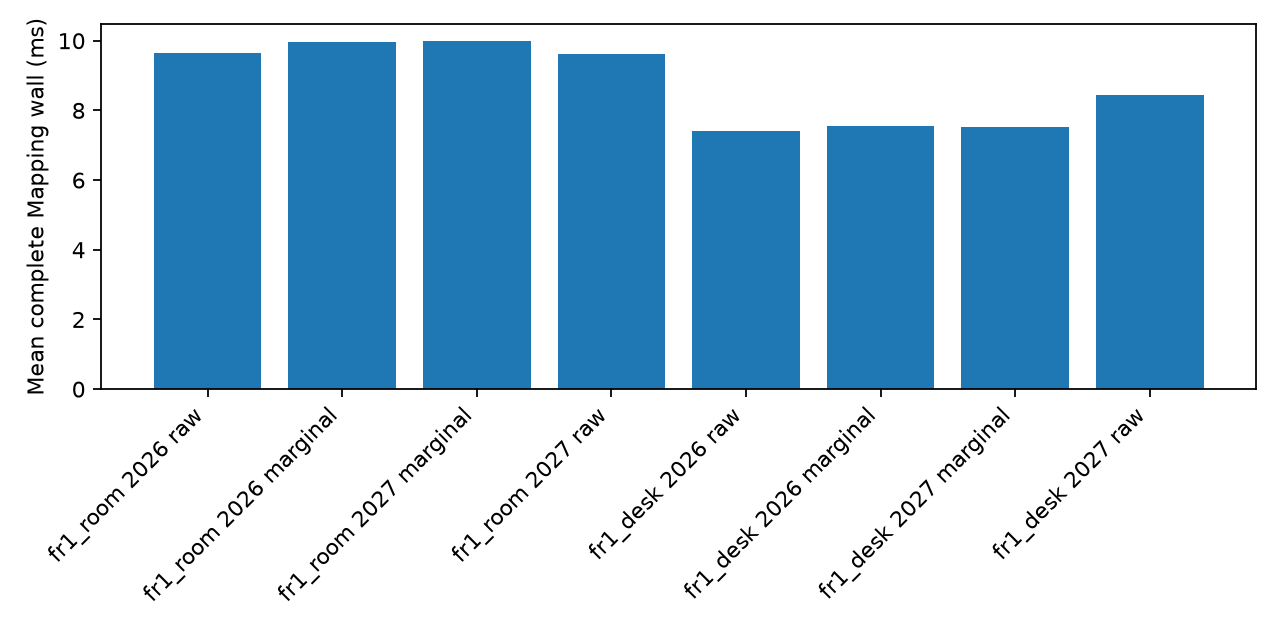 Mean complete Mapping wall (ms)
10
8
6
4
2
0
fr1_room 2026 raw
fr1_room 2026 marginal
fr1_room 2027 marginal
fr1_room 2027 raw
fr1_desk 2026 raw
fr1_desk 2026 marginal
fr1_desk 2027 marginal
fr1_desk 2027 raw